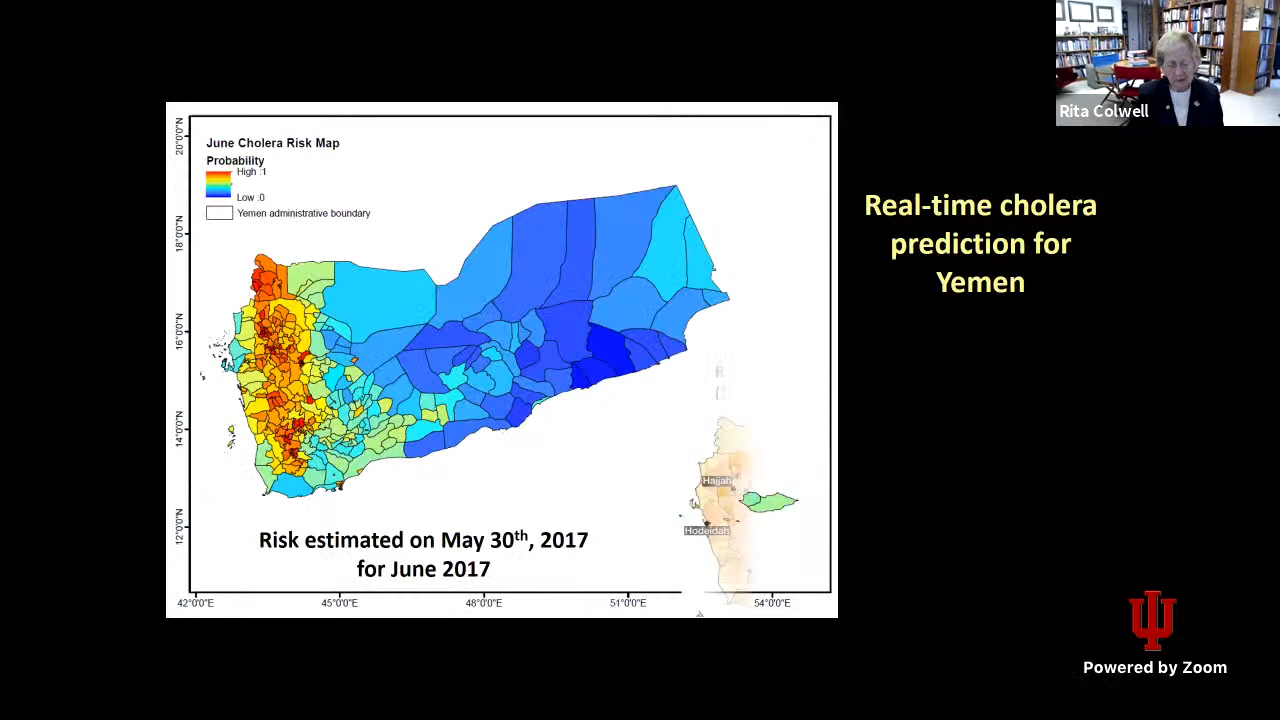 Rita Colwell
June Cholera Risk Map
Probability
High :1
Low :0
Yemen administrative boundary
Real-time cholera
prediction for
Yemen
20°0'0"N
18°0'0"N
16°0'0"N
14°0'0"N
12°0'0"N
Hajjah
Hodeidah
Risk estimated on May 30th, 2017
for June 2017
42°0'0"E
45°0'0"E
48°0'0"E
51°0'0"E
54°0'0"E
Powered by Zoom